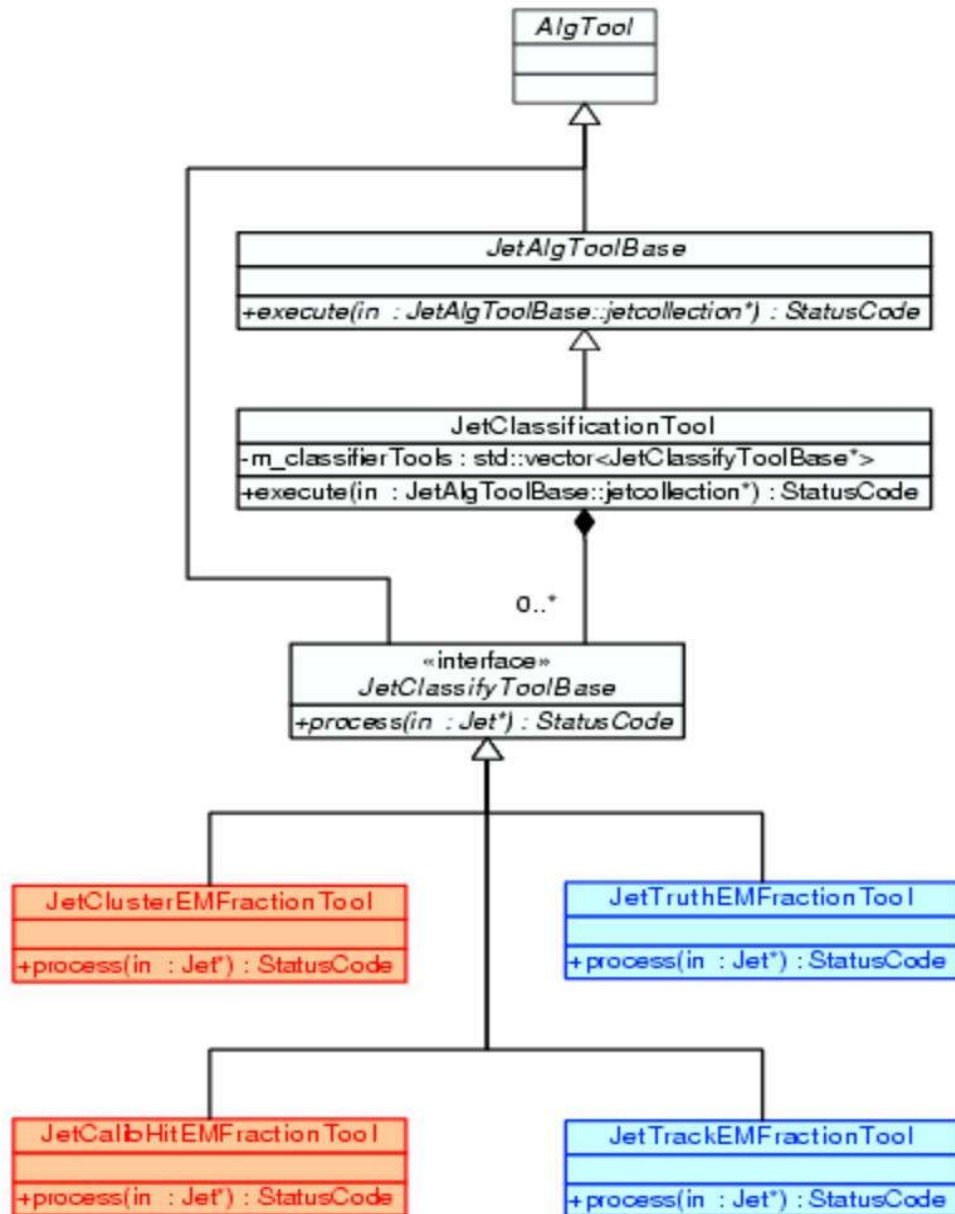 AlgTool
JetAlgToolBase
+execute(in : JetAlgToolBase::jetcollection*) : StatusCode
JetClassificationTool
-m_classifierTools : std::vector<JetClassifyToolBase*>
+execute(in : JetAlgToolBase::jetcollection*) : StatusCode
0..*
«interface»
JetClassifyToolBase
+process(in : Jet*) : StatusCode
JetClusterEMFractionTool
+process(in : Jet*) : StatusCode
JetTruthEMFractionTool
+process(in : Jet*) : StatusCode
JetCalibHitEMFractionTool
+process(in : Jet*) : StatusCode
JetTrackEMFractionTool
+process(in : Jet*) : StatusCode